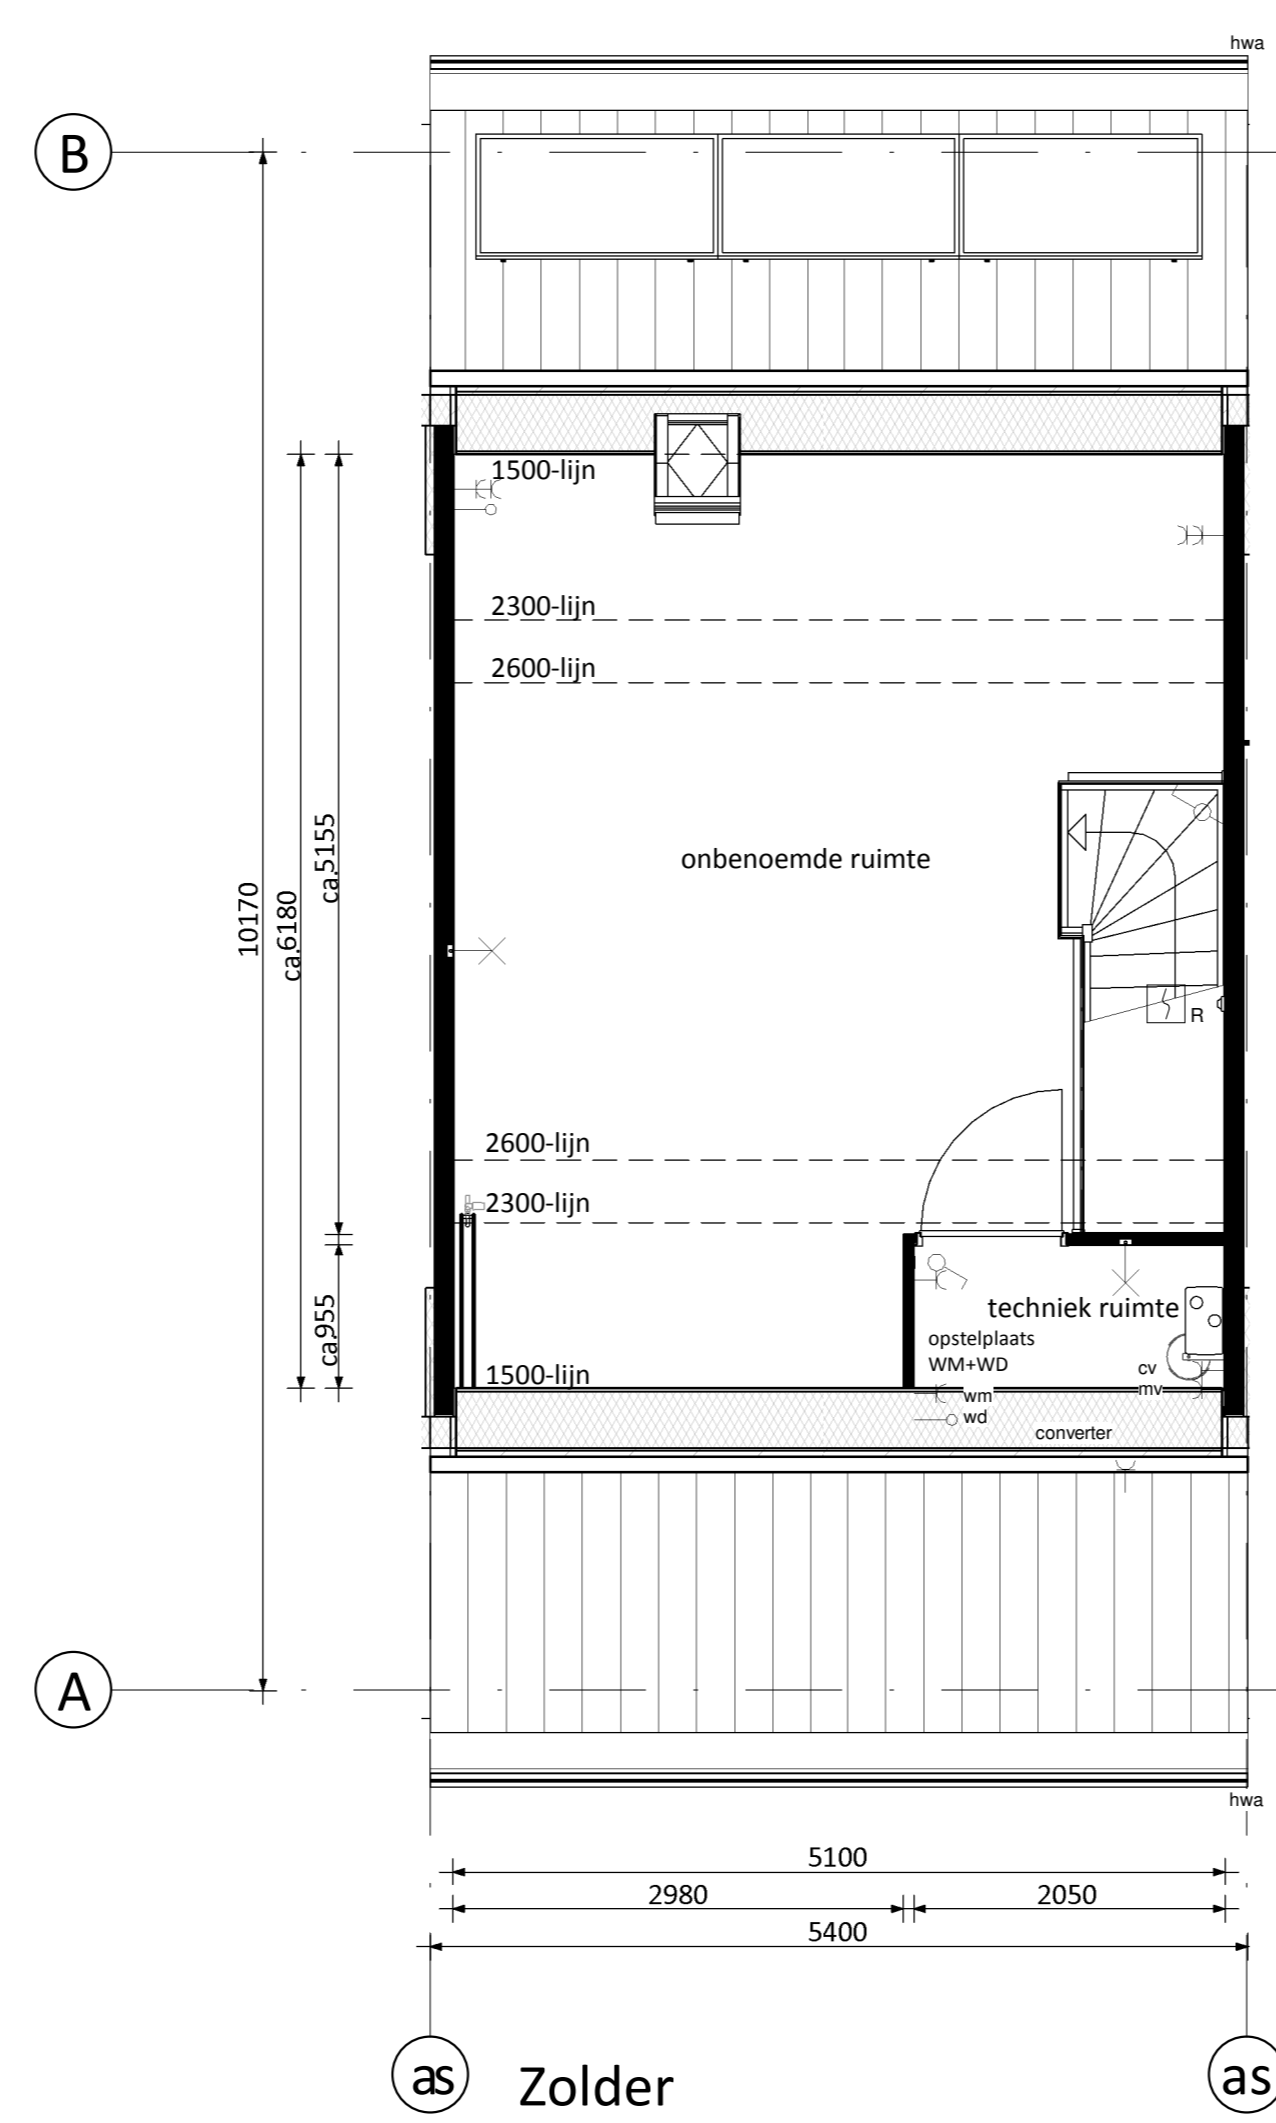 hwa
B
1500-lijn
2300-lijn
2600-lijn
onbenoemde ruimte
10170
ca.6180
ca.5155
R
2600-lijn
2300-lijn
ca.955
techniek ruimte
opstelplaats
WM+WD
1500-lijn
cv
mv
wm
wd
converter
A
hwa
5100
2980
2050
5400
as
Zolder
as